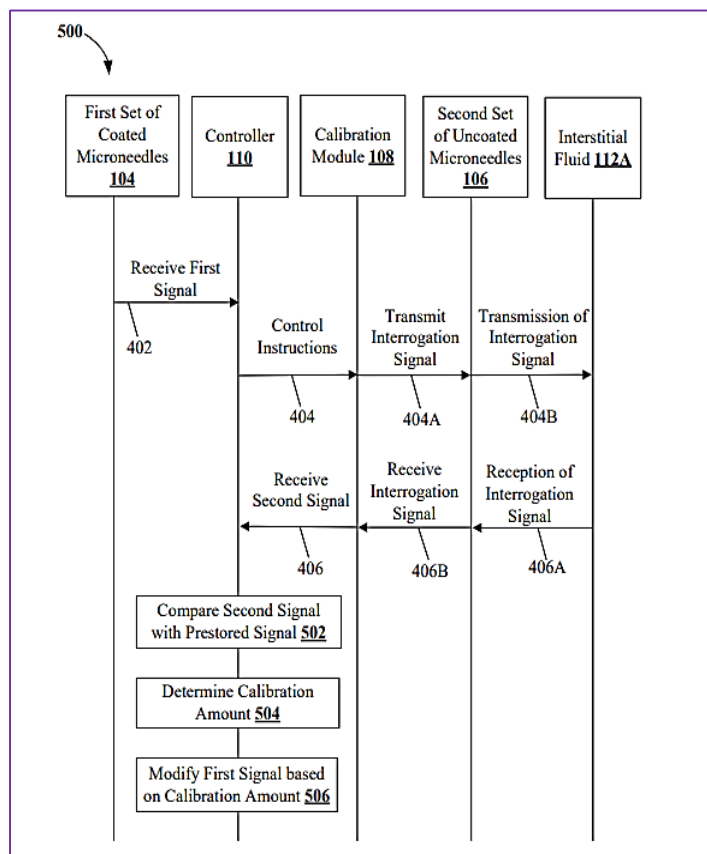 500
First Set of
Coated
Microneedles
104
Controller
110
Calibration
Module 108
Second Set
of Uncoated
Microneedles
106
Interstitial
Fluid 112A
Receive First
Signal
402
Control
Instructions
404
Transmit
Interrogation
Signal
404A
Transmission of
Interrogation
Signal
404B
Receive
Second Signal
406
Receive
Interrogation
Signal
406B
Reception of
Interrogation
Signal
406A
Compare Second Signal
with Prestored Signal 502
Determine Calibration
Amount 504
Modify First Signal based
on Calibration Amount 506